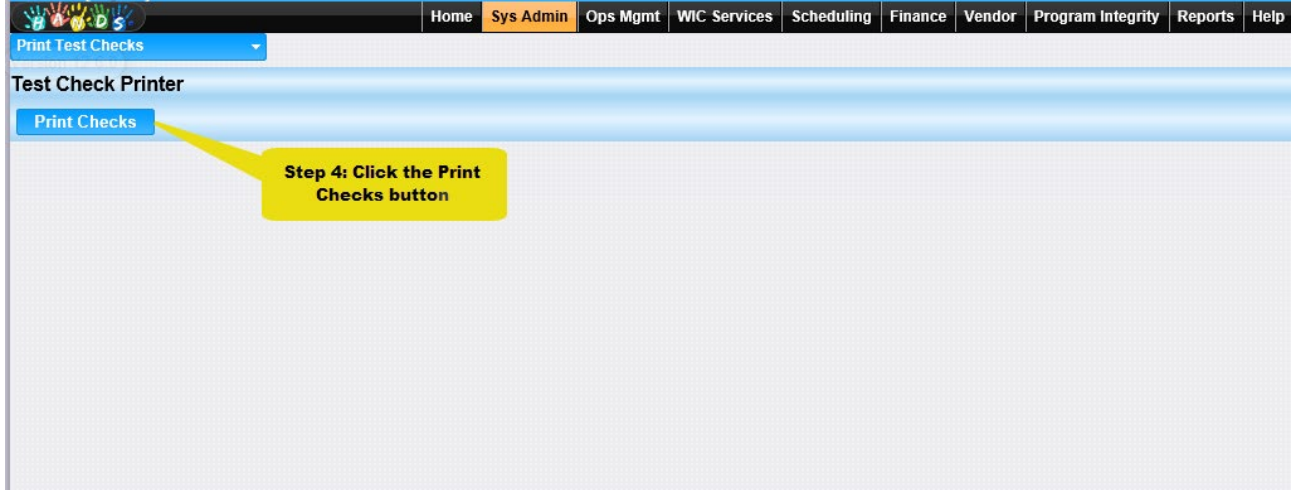 HANDS
Home Sys Admin Ops Mgmt WIC Services Scheduling Finance Vendor Program Integrity Reports Help
Print Test Checks
Test Check Printer
Print Checks
Step 4: Click the Print
Checks button